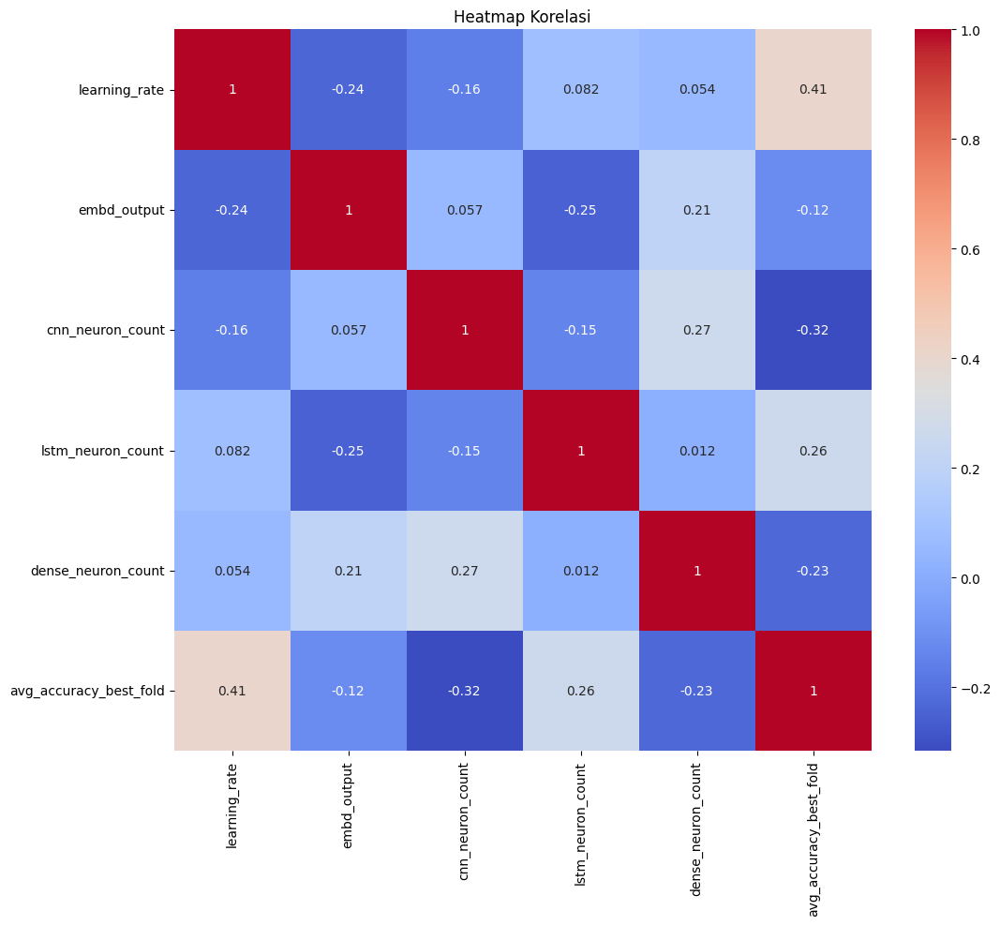 Heatmap Korelasi
learning_rate 1 -0.24 -0.16 0.082 0.054 0.41
embd_output -0.24 1 0.057 -0.25 0.21 -0.12
cnn_neuron_count -0.16 0.057 1 -0.15 0.27 -0.32
lstm_neuron_count 0.082 -0.25 -0.15 1 0.012 0.26
dense_neuron_count 0.054 0.21 0.27 0.012 1 -0.23
avg_accuracy_best_fold 0.41 -0.12 -0.32 0.26 -0.23 1
learning_rate
embd_output
cnn_neuron_count
lstm_neuron_count
dense_neuron_count
avg_accuracy_best_fold
1.0
0.8
0.6
0.4
0.2
0.0
−0.2